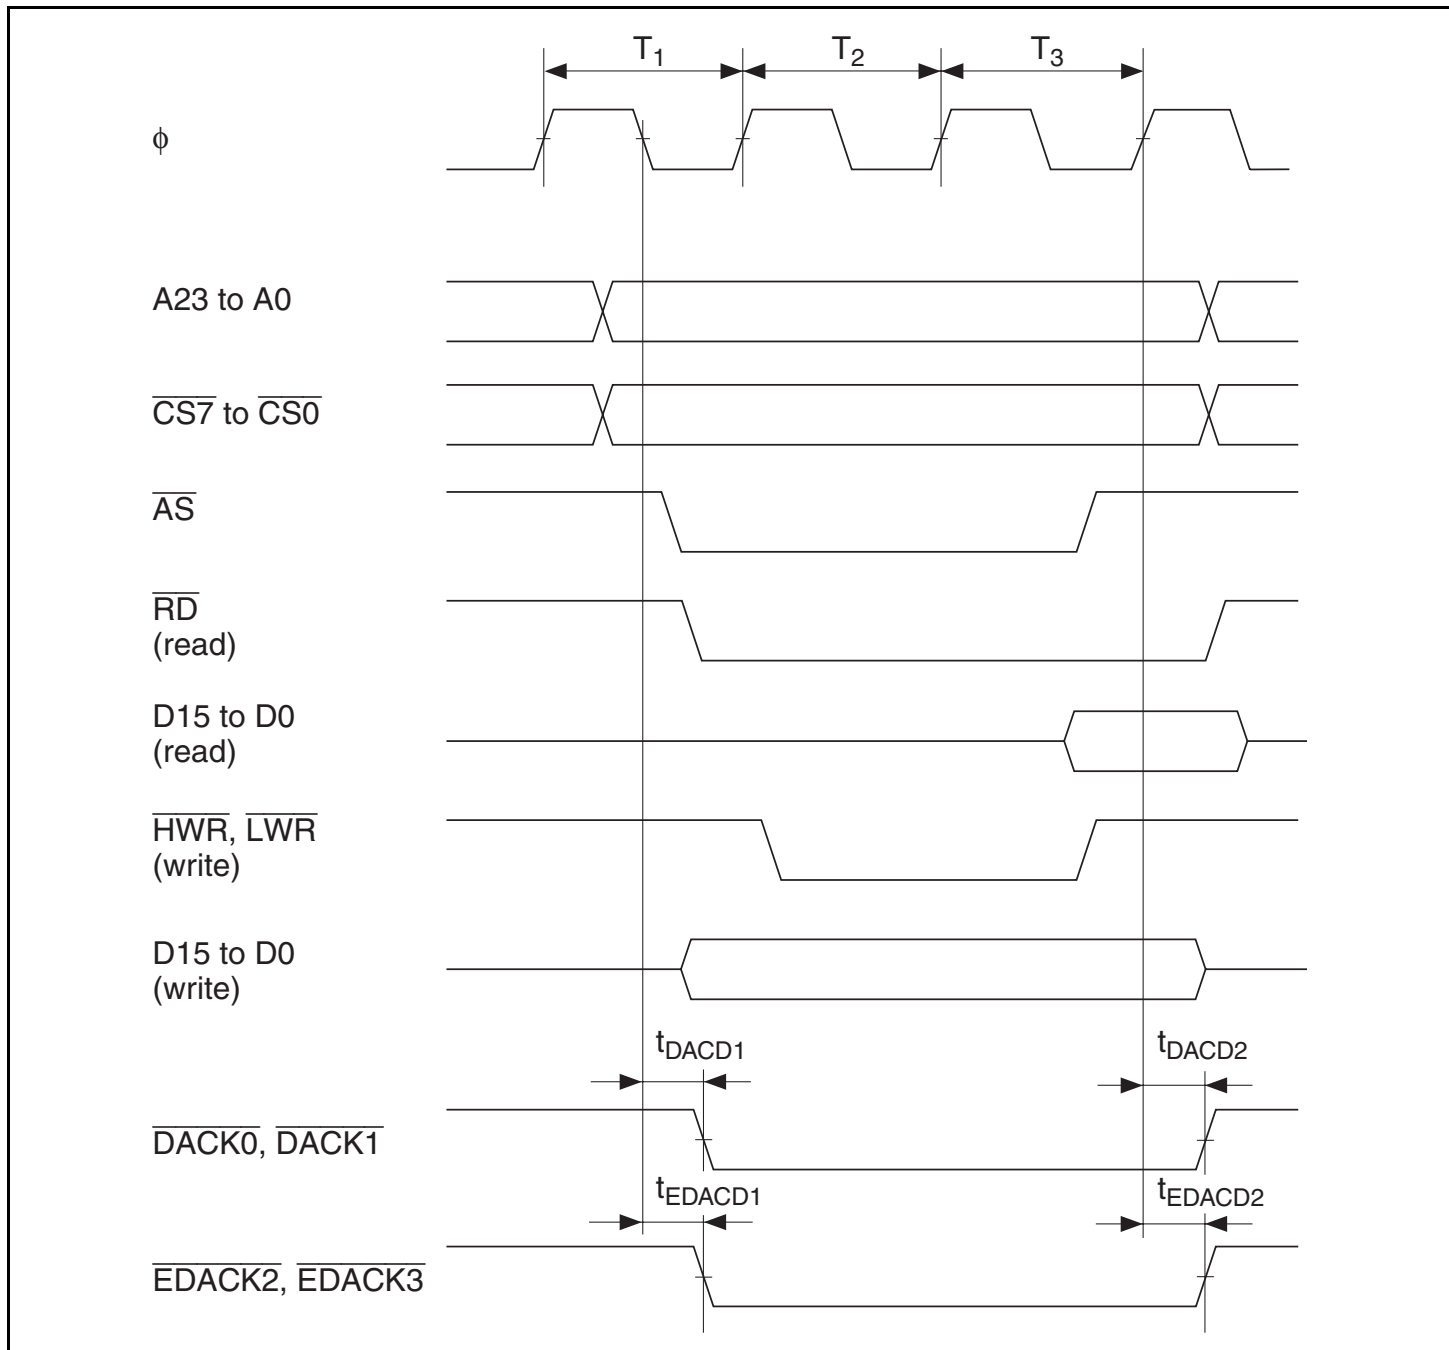 T1 T2 T3
ϕ
A23 to A0
CS7 to CS0
AS
RD
(read)
D15 to D0
(read)
HWR, LWR
(write)
D15 to D0
(write)
tDACD1 tDACD2
DACK0, DACK1
tEDACD1 tEDACD2
EDACK2, EDACK3